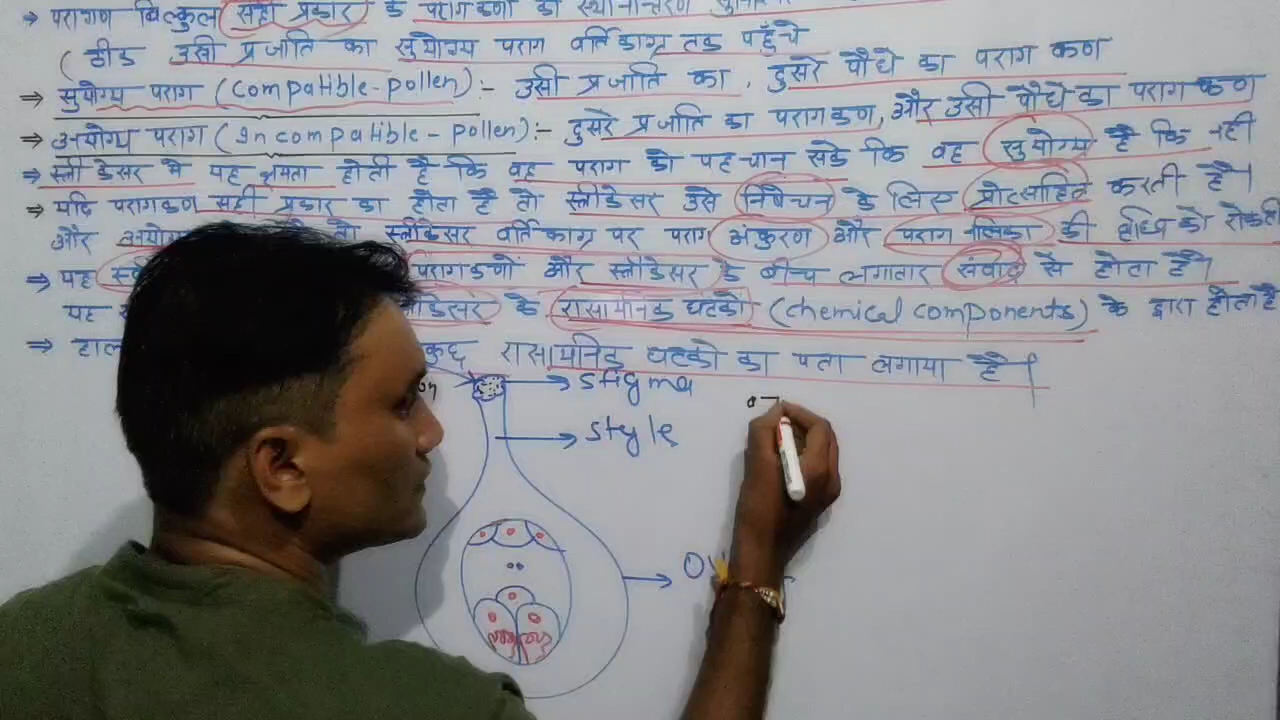 → परागण बिल्कुल सही प्रकार के परागकणों का स्थानान्तरण
( ठीक उसी प्रजाति का सुयोग्य पराग वर्तिकाग्र तक पहुँचे
⇒ सुयोग्य पराग (Compatible-pollen):- उसी प्रजाति का, दुसरे पौधे का पराग कण
⇒ अयोग्य पराग (Incompatible-pollen):- दुसरे प्रजाति का परागकण, और उसी पौधे का परागकण
⇒ स्त्रीकेसर मे यह क्षमता होती है कि वह पराग को पहचान सके कि वह सुयोग्य है कि नहीं
⇒ यदि परागकण सही प्रकार का होता है तो स्त्रीकेसर उसे निषेचन के लिए प्रोत्साहित करती है।
और तो स्त्रीकेसर वर्तिकाग्र पर पराग अंकुरण और पराग नलिका की वृध्दि को रोकती
⇒ यह परागकणों और स्त्रीकेसर के बीच लगातार संवाद से होता है।
यह के रासायनिक घटको (chemical components) के द्वारा होता है
⇒ कुछ रासायनिक घटको का पता लगाया है।
stigma
style